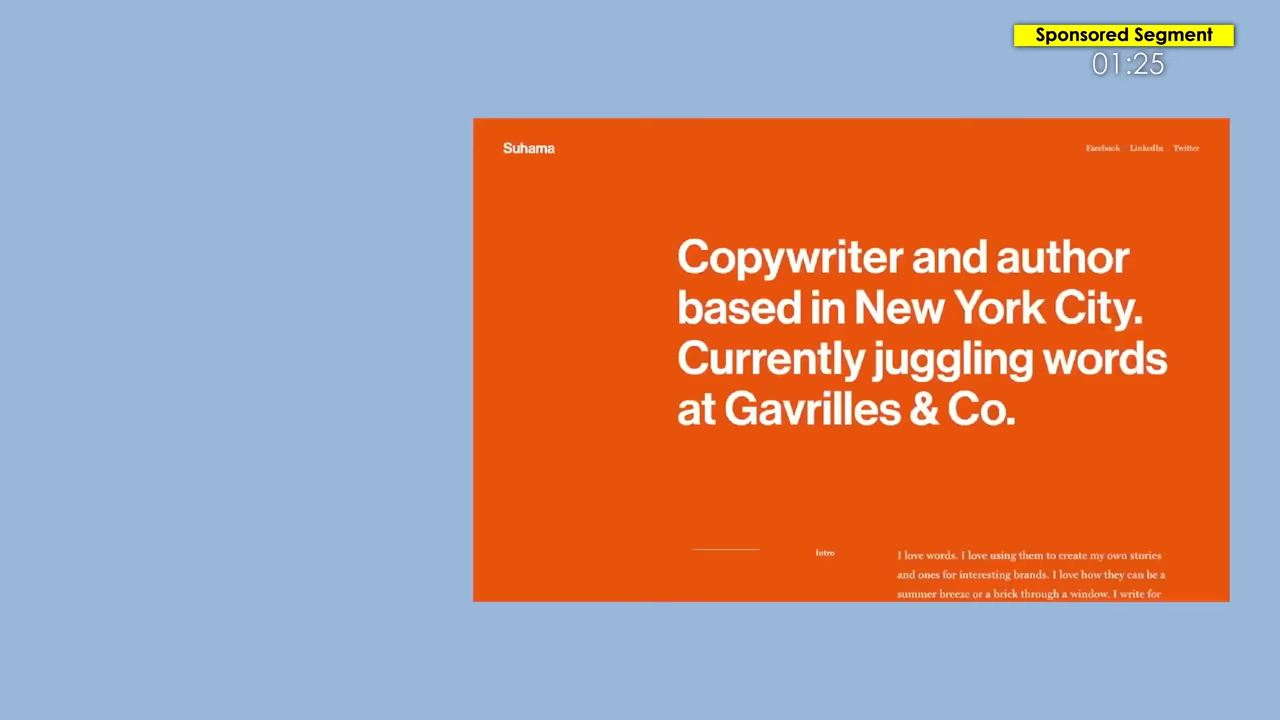 Sponsored Segment
01:25
Suhama
Facebook LinkedIn Twitter
Copywriter and author
based in New York City.
Currently juggling words
at Gavrilles & Co.
Intro
I love words. I love using them to create my own stories
and ones for interesting brands. I love how they can be a
summer breeze or a brick through a window. I write for